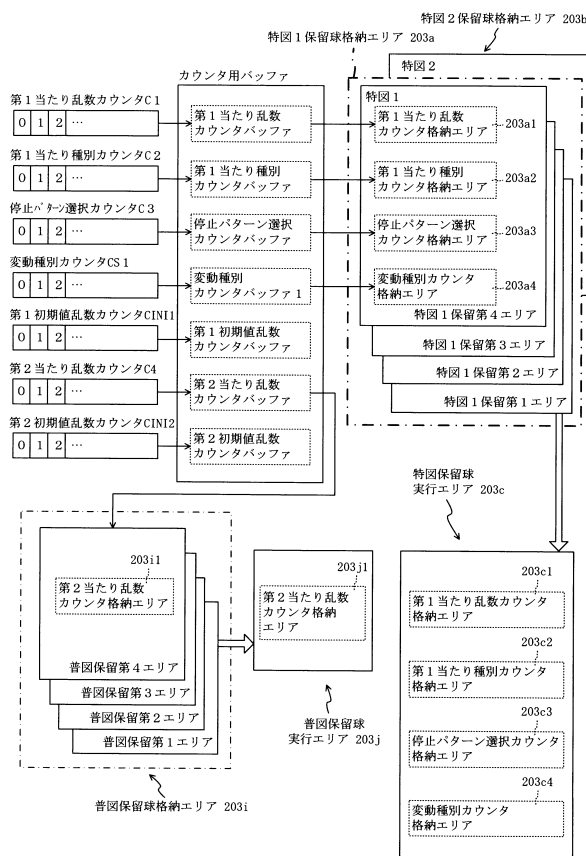 特図2保留球格納エリア 203b
特図1保留球格納エリア 203a
特図2
カウンタ用バッファ
特図1
第1当たり乱数カウンタC1
0 1 2 …
第1当たり乱数
カウンタバッファ
第1当たり乱数
カウンタ格納エリア
203a1
第1当たり種別カウンタC2
0 1 2 …
第1当たり種別
カウンタバッファ
第1当たり種別
カウンタ格納エリア
203a2
停止パターン選択カウンタC3
0 1 2 …
停止パターン選択
カウンタバッファ
停止パターン選択
カウンタ格納エリア
203a3
変動種別カウンタCS1
0 1 2 …
変動種別
カウンタバッファ1
変動種別カウンタ
格納エリア
203a4
特図1保留第4エリア
特図1保留第3エリア
特図1保留第2エリア
特図1保留第1エリア
第1初期値乱数カウンタCINI1
0 1 2 …
第1初期値乱数
カウンタバッファ
第2当たり乱数カウンタC4
0 1 2 …
第2当たり乱数
カウンタバッファ
第2初期値乱数カウンタCINI2
0 1 2 …
第2初期値乱数
カウンタバッファ
特図保留球
実行エリア 203c
203i1
第2当たり乱数
カウンタ格納エリア
普図保留第4エリア
普図保留第3エリア
普図保留第2エリア
普図保留第1エリア
普図保留球格納エリア 203i
203j1
第2当たり乱数
カウンタ格納
エリア
普図保留球
実行エリア 203j
203c1
第1当たり乱数カウンタ
格納エリア
203c2
第1当たり種別カウンタ
格納エリア
203c3
停止パターン選択カウンタ
格納エリア
203c4
変動種別カウンタ
格納エリア